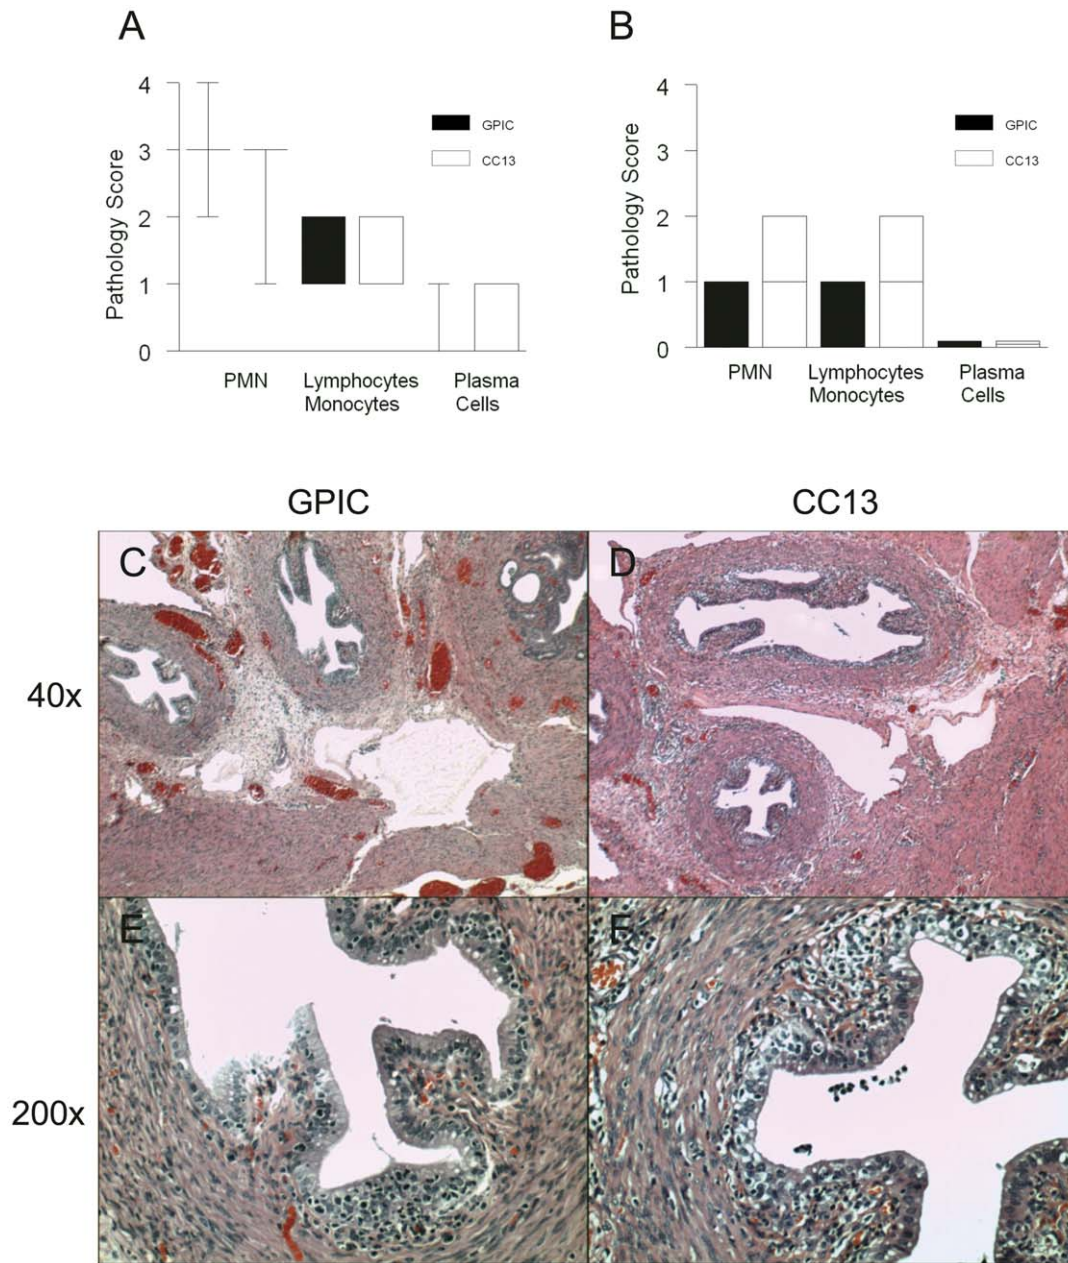 A
4
3
2
1
0
Pathology Score
GPIC
CC13
PMN
Lymphocytes
Monocytes
Plasma
Cells
B
4
3
2
1
0
Pathology Score
GPIC
CC13
PMN
Lymphocytes
Monocytes
Plasma
Cells
GPIC
CC13
40x
C
D
200x
E
F